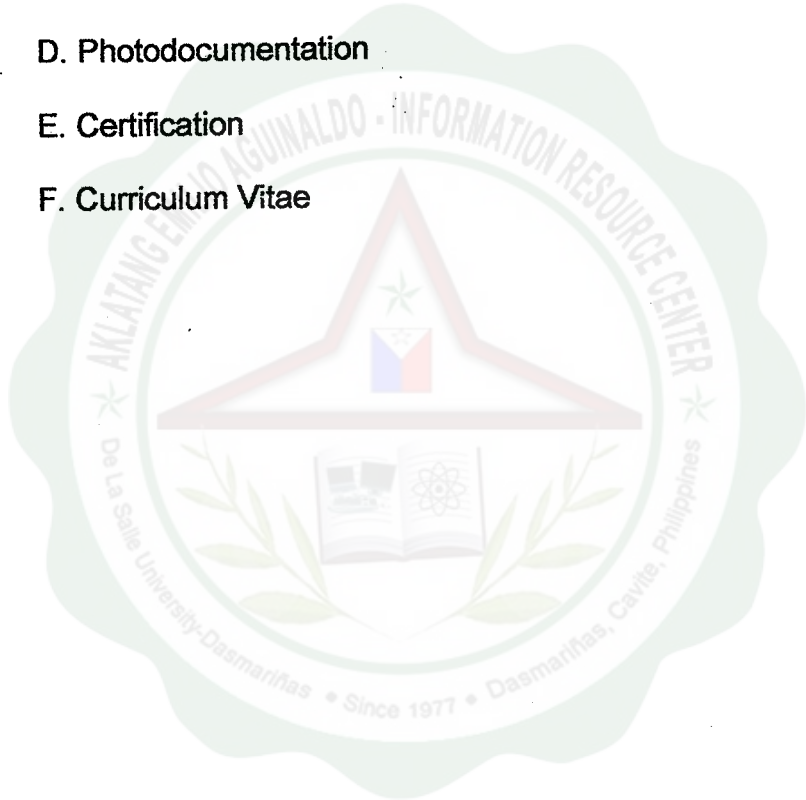 D. Photodocumentation
E. Certification
F. Curriculum Vitae
AKLATANG EMILIO AGUINALDO - INFORMATION RESOURCE CENTER
De La Salle University-Dasmariñas • Since 1977 • Dasmariñas, Cavite, Philippines